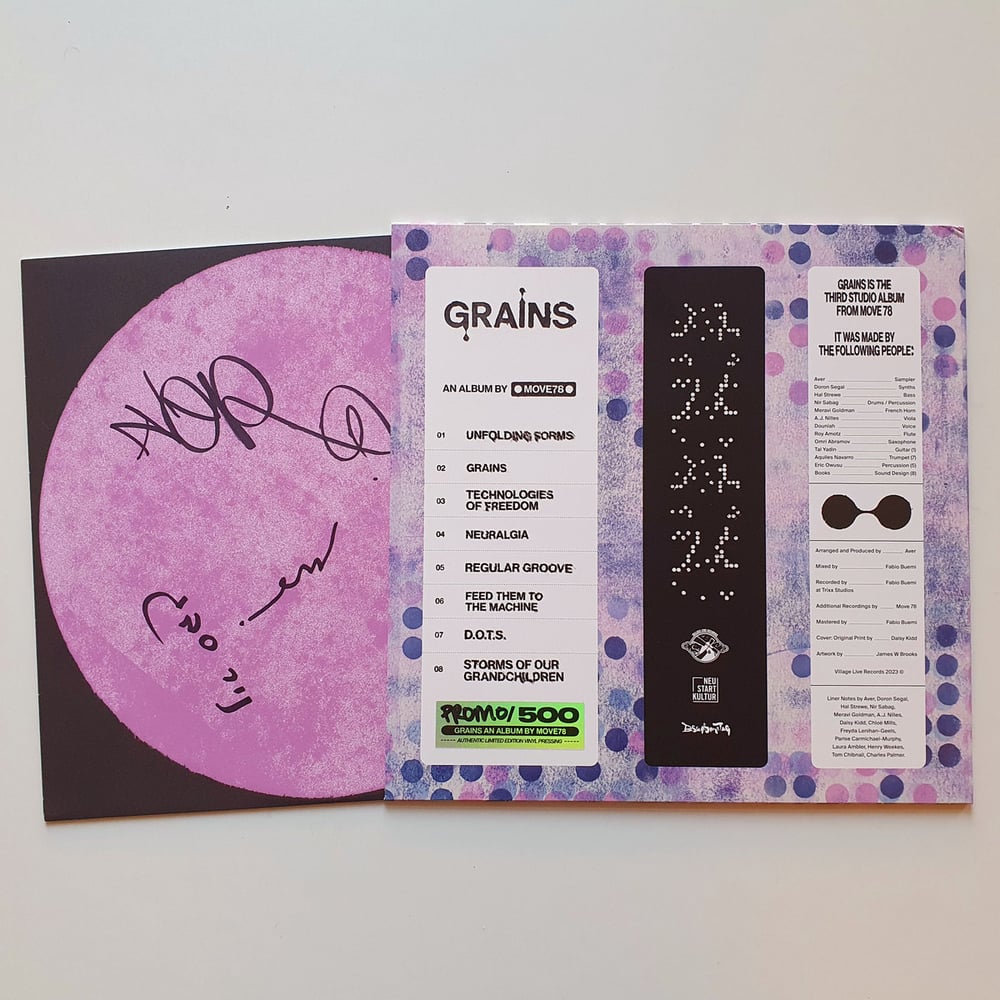 GRAINS
AN ALBUM BY MOVE78
01 UNFOLDING FORMS
02 GRAINS
03 TECHNOLOGIES
OF FREEDOM
04 NEURALGIA
05 REGULAR GROOVE
06 FEED THEM TO
THE MACHINE
07 D.O.T.S.
08 STORMS OF OUR
GRANDCHILDREN
PROMO/500
GRAINS AN ALBUM BY MOVE78
----- AUTHENTIC LIMITED EDITION VINYL PRESSING -----
NEU
START
KULTUR
GRAINS IS THE
THIRD STUDIO ALBUM
FROM MOVE 78
IT WAS MADE BY
THE FOLLOWING PEOPLE:
Aver Sampler
Doron Segal Synths
Hal Strewe Bass
Nir Sabag Drums / Percussion
Meravi Goldman French Horn
A.J. Nilles Viola
Douniah Voice
Roy Amotz Flute
Omri Abramov Saxophone
Tal Yadin Guitar (1)
Aquiles Navarro Trumpet (7)
Eric Owusu Percussion (5)
Books Sound Design (8)
Arranged and Produced by Aver
Mixed by Fabio Buemi
Recorded by Fabio Buemi
at Trixx Studios
Additional Recordings by Move 78
Mastered by Fabio Buemi
Cover: Original Print by Daisy Kidd
Artwork by James W Brooks
Village Live Records 2023 ©
Liner Notes by Aver, Doron Segal,
Hal Strewe, Nir Sabag,
Meravi Goldman, A.J. Nilles,
Daisy Kidd, Chloe Mills,
Freyda Lenihan-Geels,
Parise Carmichael-Murphy,
Laura Ambler, Henry Weekes,
Tom Chibnall, Charles Palmer.